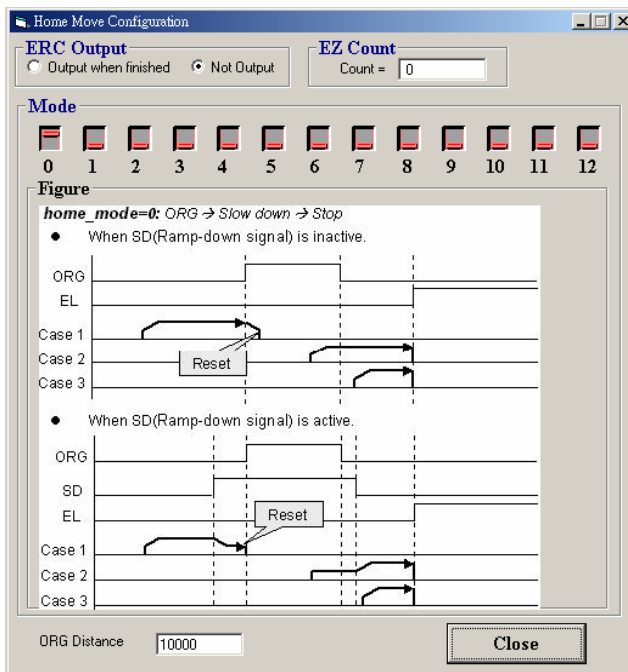 Home Move Configuration
ERC Output
Output when finished Not Output
EZ Count
Count = 0
Mode
0 1 2 3 4 5 6 7 8 9 10 11 12
Figure
home_mode=0: ORG → Slow down → Stop
● When SD(Ramp-down signal) is inactive.
ORG
EL
Case 1
Reset
Case 2
Case 3
● When SD(Ramp-down signal) is active.
ORG
SD
EL
Reset
Case 1
Case 2
Case 3
ORG Distance 10000
Close